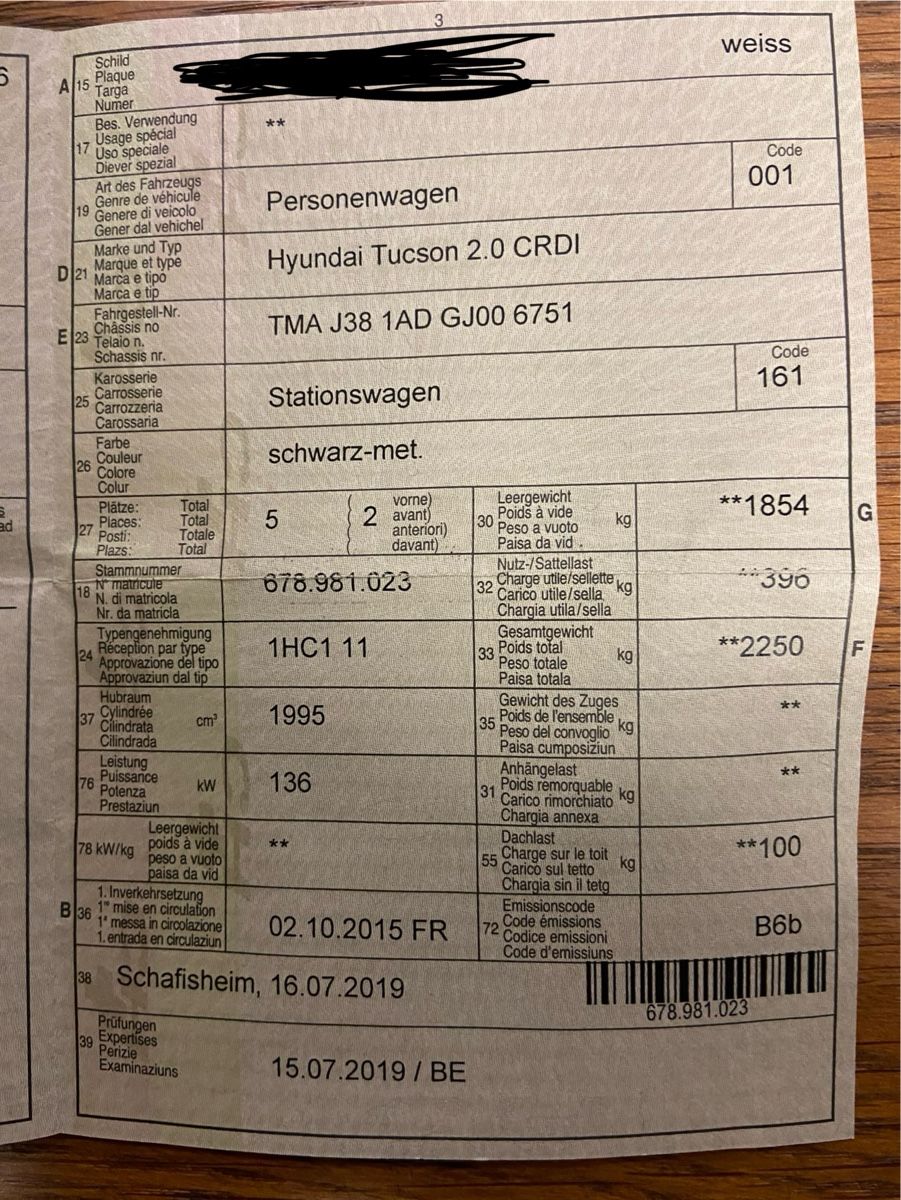 3
6
A 15 Schild
Plaque
Targa
Numer
weiss
17 Bes. Verwendung
Usage spécial
Uso speciale
Diever spezial
**
19 Art des Fahrzeugs
Genre de véhicule
Genere di veicolo
Gener dal vehichel
Personenwagen
Code
001
D 21 Marke und Typ
Marque et type
Marca e tipo
Marca e tip
Hyundai Tucson 2.0 CRDI
E 23 Fahrgestell-Nr.
Châssis no
Telaio n.
Schassis nr.
TMA J38 1AD GJ00 6751
25 Karosserie
Carrosserie
Carrozzeria
Carossaria
Stationswagen
Code
161
26 Farbe
Couleur
Colore
Colur
schwarz-met.
27 Plätze: Total
Places: Total
Posti: Totale
Plazs: Total
5 ( 2 vorne)
( avant)
( anteriori)
( davant)
30 Leergewicht
Poids à vide
Peso a vuoto
Paisa da vid
kg
**1854
G
18 Stammnummer
N° matricule
N. di matricola
Nr. da matricla
678.981.023
32 Nutz-/Sattellast
Charge utile/sellette
Carico utile/sella
Chargia utila/sella
kg
**396
24 Typengenehmigung
Réception par type
Approvazione del tipo
Approvaziun dal tip
1HC1 11
33 Gesamtgewicht
Poids total
Peso totale
Paisa totala
kg
**2250
F
37 Hubraum
Cylindrée
Cilindrata
Cilindrada
cm³
1995
35 Gewicht des Zuges
Poids de l'ensemble
Peso del convoglio
Paisa cumposiziun
kg
**
76 Leistung
Puissance
Potenza
Prestaziun
kW
136
31 Anhängelast
Poids remorquable
Carico rimorchiato
Chargia annexa
kg
**
78 kW/kg Leergewicht
poids à vide
peso a vuoto
paisa da vid
**
55 Dachlast
Charge sur le toit
Carico sul tetto
Chargia sin il tetg
kg
**100
B 36 1. Inverkehrsetzung
1re mise en circulation
1a messa in circolazione
1. entrada en circulaziun
02.10.2015 FR
72 Emissionscode
Code émissions
Codice emissioni
Code d'emissiuns
B6b
38 Schafisheim, 16.07.2019
678.981.023
39 Prüfungen
Expertises
Perizie
Examinaziuns
15.07.2019 / BE